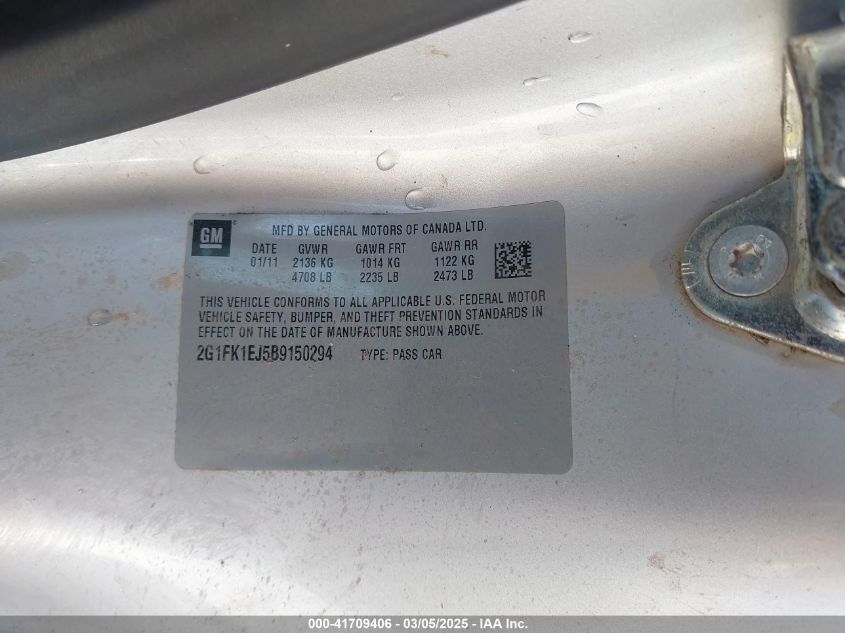 GM
MFD BY GENERAL MOTORS OF CANADA LTD.
DATE GVWR GAWR FRT GAWR RR
01/11 2136 KG 1014 KG 1122 KG
4708 LB 2235 LB 2473 LB
THIS VEHICLE CONFORMS TO ALL APPLICABLE U.S. FEDERAL MOTOR
VEHICLE SAFETY, BUMPER, AND THEFT PREVENTION STANDARDS IN
EFFECT ON THE DATE OF MANUFACTURE SHOWN ABOVE.
2G1FK1EJ5B9150294 TYPE: PASS CAR
000-41709406 - 03/05/2025 - IAA Inc.